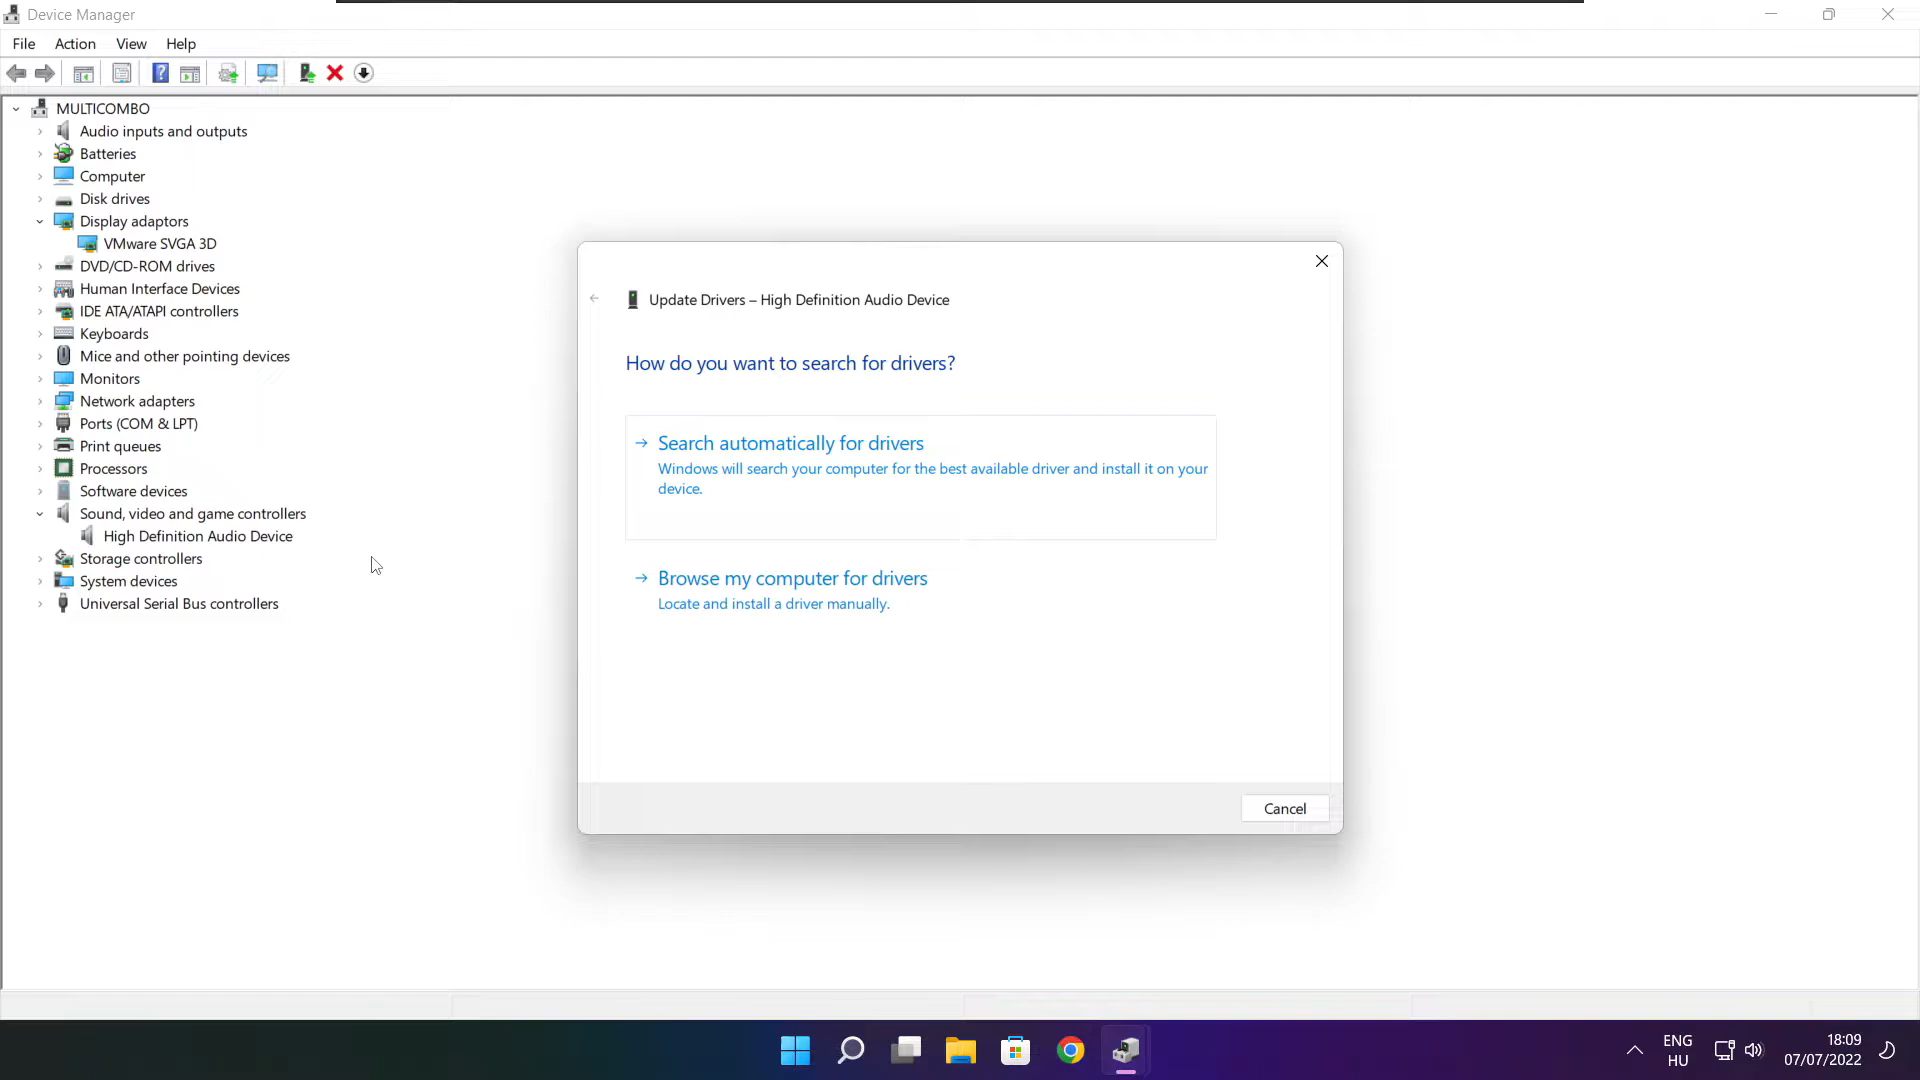 Device Manager
File Action View Help
MULTICOMBO
Audio inputs and outputs
Batteries
Computer
Disk drives
Display adaptors
VMware SVGA 3D
DVD/CD-ROM drives
Human Interface Devices
IDE ATA/ATAPI controllers
Keyboards
Mice and other pointing devices
Monitors
Network adapters
Ports (COM & LPT)
Print queues
Processors
Software devices
Sound, video and game controllers
High Definition Audio Device
Storage controllers
System devices
Universal Serial Bus controllers
Update Drivers – High Definition Audio Device
How do you want to search for drivers?
Search automatically for drivers
Windows will search your computer for the best available driver and install it on your
device.
Browse my computer for drivers
Locate and install a driver manually.
Cancel
ENG
HU
18:09
07/07/2022